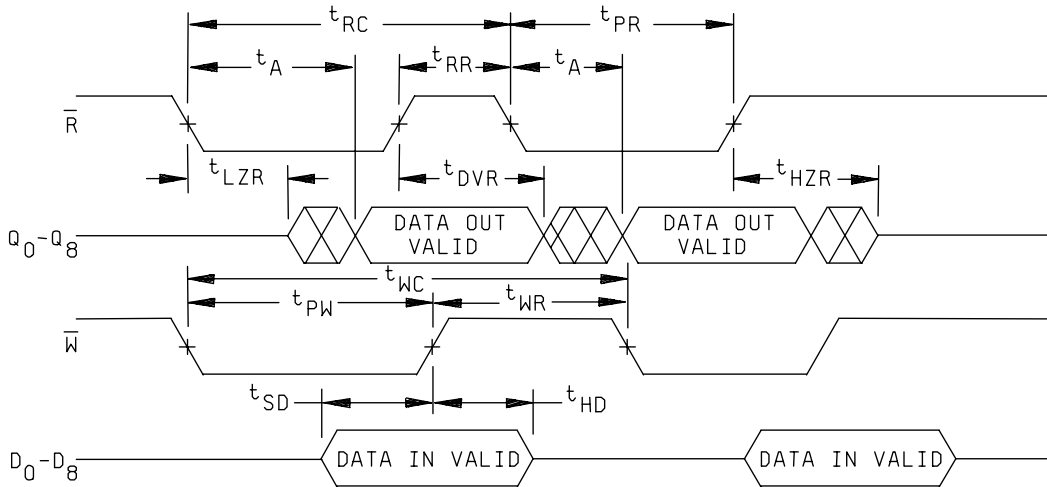 tRC tPR
tA tRR tA
R̅
tLZR tDVR tHZR
Q0-Q8 DATA OUT VALID DATA OUT VALID
tWC
tPW tWR
W̅
tSD tHD
D0-D8 DATA IN VALID DATA IN VALID